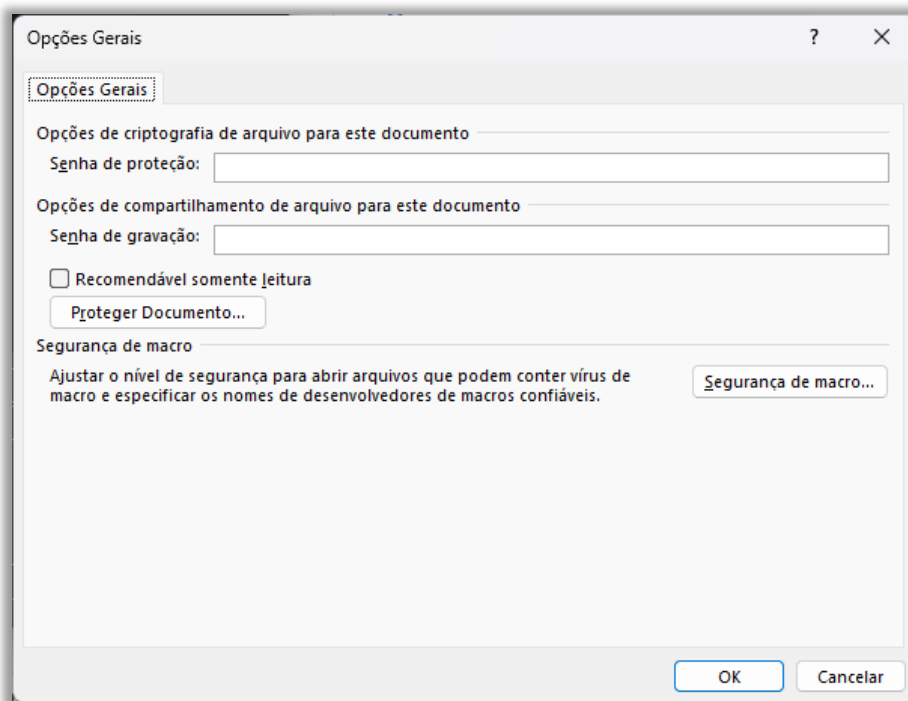 Opções Gerais
Opções Gerais
Opções de criptografia de arquivo para este documento
Senha de proteção:
Opções de compartilhamento de arquivo para este documento
Senha de gravação:
Recomendável somente leitura
Proteger Documento...
Segurança de macro
Ajustar o nível de segurança para abrir arquivos que podem conter vírus de
macro e especificar os nomes de desenvolvedores de macros confiáveis.
Segurança de macro...
OK
Cancelar